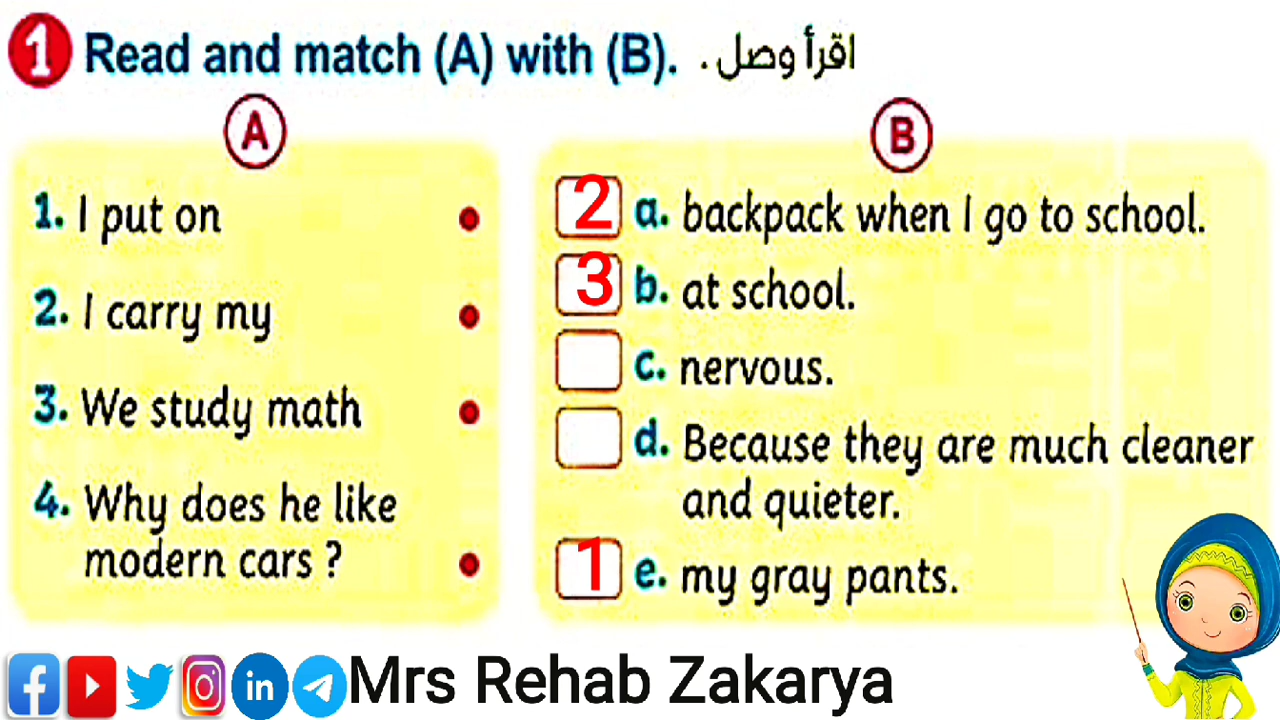 1 Read and match (A) with (B). اقرأ وصل .
A
1. I put on
2. I carry my
3. We study math
4. Why does he like
modern cars ?
B
2 a. backpack when I go to school.
3 b. at school.
c. nervous.
d. Because they are much cleaner
and quieter.
1 e. my gray pants.
Mrs Rehab Zakarya